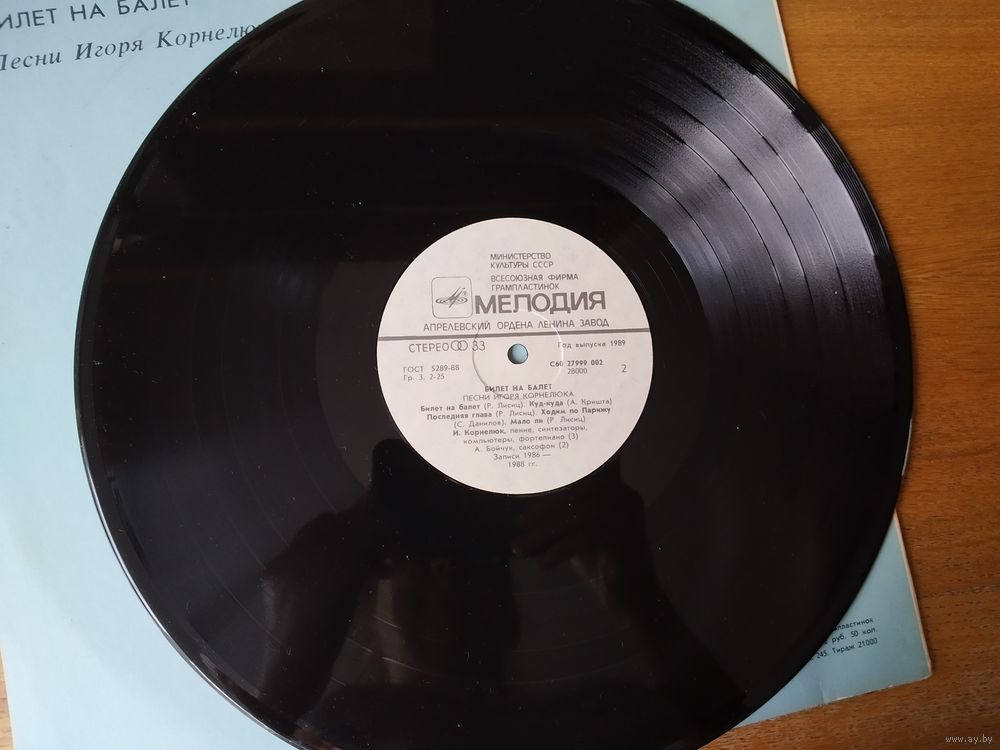 ИЛЕТ НА БАЛЕТ
Песни Игоря Корнелю
МИНИСТЕРСТВО
КУЛЬТУРЫ СССР
ВСЕСОЮЗНАЯ ФИРМА
ГРАМПЛАСТИНОК
МЕЛОДИЯ
АПРЕЛЕВСКИЙ ОРДЕНА ЛЕНИНА ЗАВОД
СТЕРЕО 33
Год выпуска 1989
ГОСТ 5289-88
Гр. 3. 2-25
С60 27999 002
28000
2
БИЛЕТ НА БАЛЕТ
ПЕСНИ ИГОРЯ КОРНЕЛЮКА
Билет на балет (Р. Лисиц). Куд-куда (А. Кришта)
Последняя глава (Р. Лисиц). Ходим по Парижу
(С. Данилов). Мало ли (Р. Лисиц)
И. Корнелюк, пение, синтезаторы,
компьютеры, фортепиано (3)
А. Бойчук, саксофон (2)
Записи 1986 —
1988 гг.
пластинок
руб. 50 коп.
245. Тираж 21000
www.ay.by